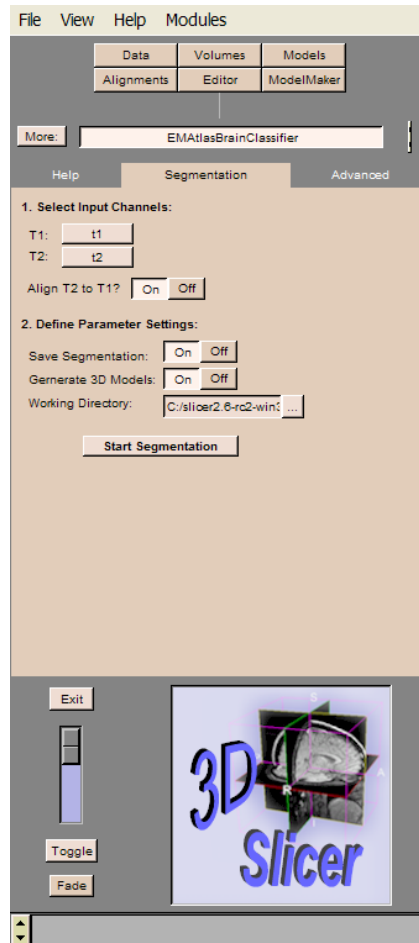 File View Help Modules
Data Volumes Models
Alignments Editor ModelMaker
More: EMAtlasBrainClassifier
Help Segmentation Advanced
1. Select Input Channels:
T1: t1
T2: t2
Align T2 to T1? On Off
2. Define Parameter Settings:
Save Segmentation: On Off
Gernerate 3D Models: On Off
Working Directory: C:/slicer2.6-rc2-win3 ...
Start Segmentation
Exit
S
A
R
I
3D
Slicer
Toggle
Fade